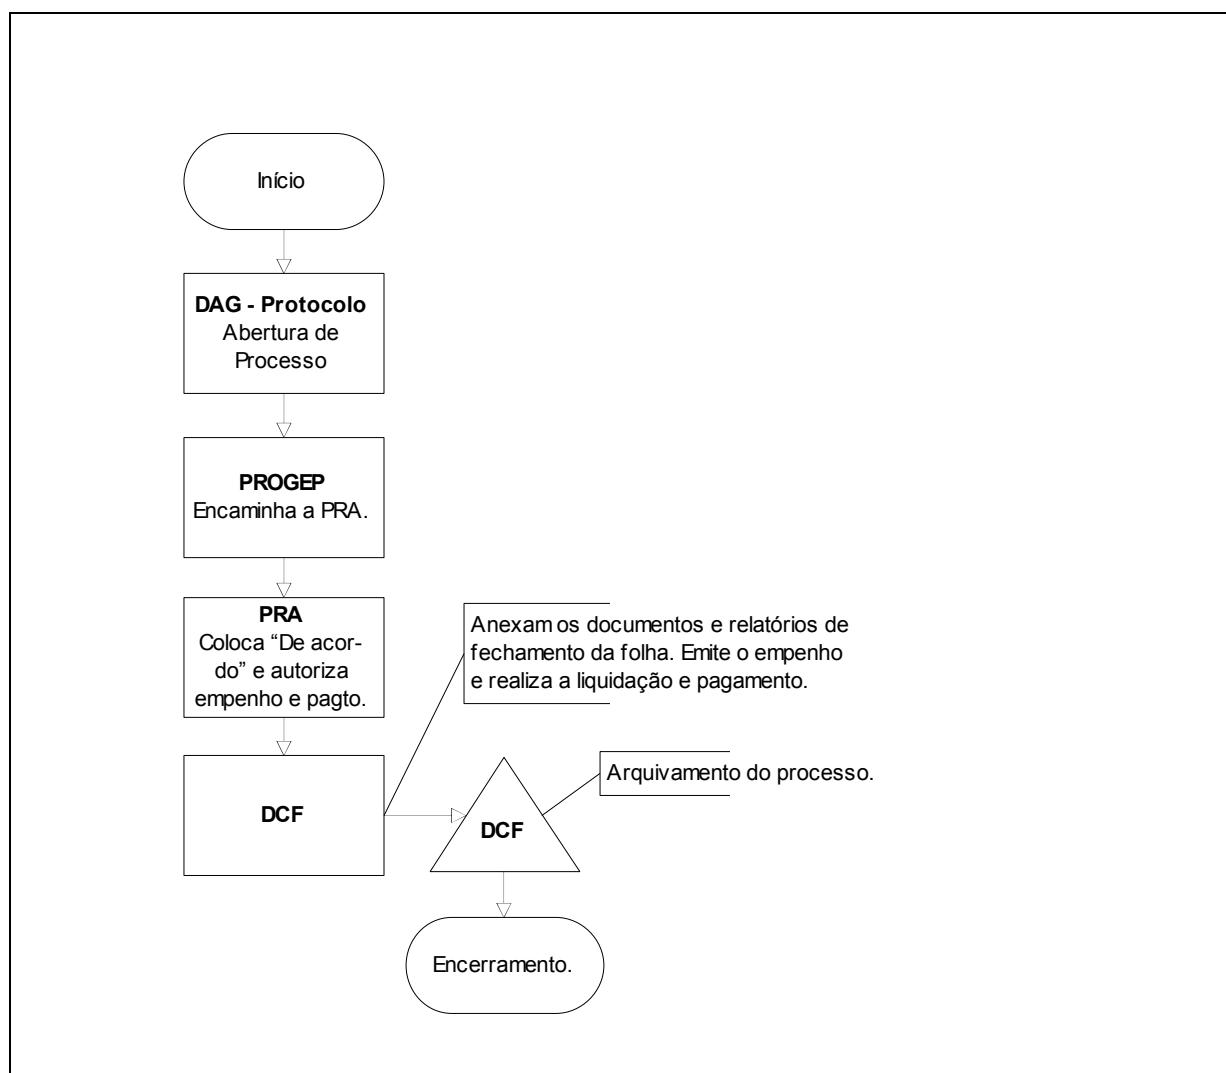 Início
DAG - Protocolo
Abertura de
Processo
PROGEP
Encaminha a PRA.
PRA
Coloca “De acor-
do” e autoriza
empenho e pagto.
Anexam os documentos e relatórios de
fechamento da folha. Emite o empenho
e realiza a liquidação e pagamento.
DCF
Arquivamento do processo.
DCF
Encerramento.